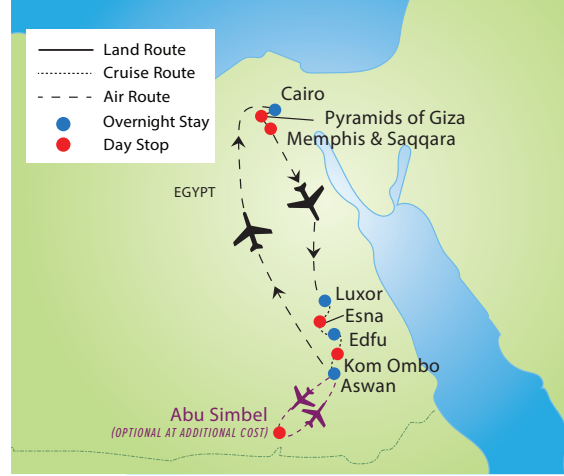 Land Route
Cruise Route
Air Route
Overnight Stay
Day Stop
Cairo
Pyramids of Giza
Memphis & Saqqara
EGYPT
Luxor
Esna
Edfu
Kom Ombo
Aswan
Abu Simbel
(OPTIONAL AT ADDITIONAL COST)